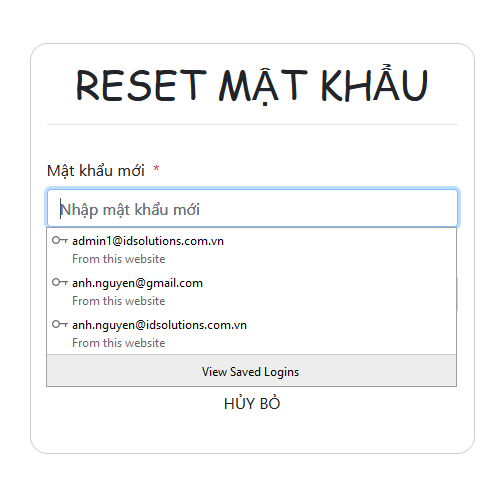 RESET MẬT KHẨU
Mật khẩu mới *
Nhập mật khẩu mới
admin1@idsolutions.com.vn
From this website
anh.nguyen@gmail.com
From this website
anh.nguyen@idsolutions.com.vn
From this website
View Saved Logins
HỦY BỎ